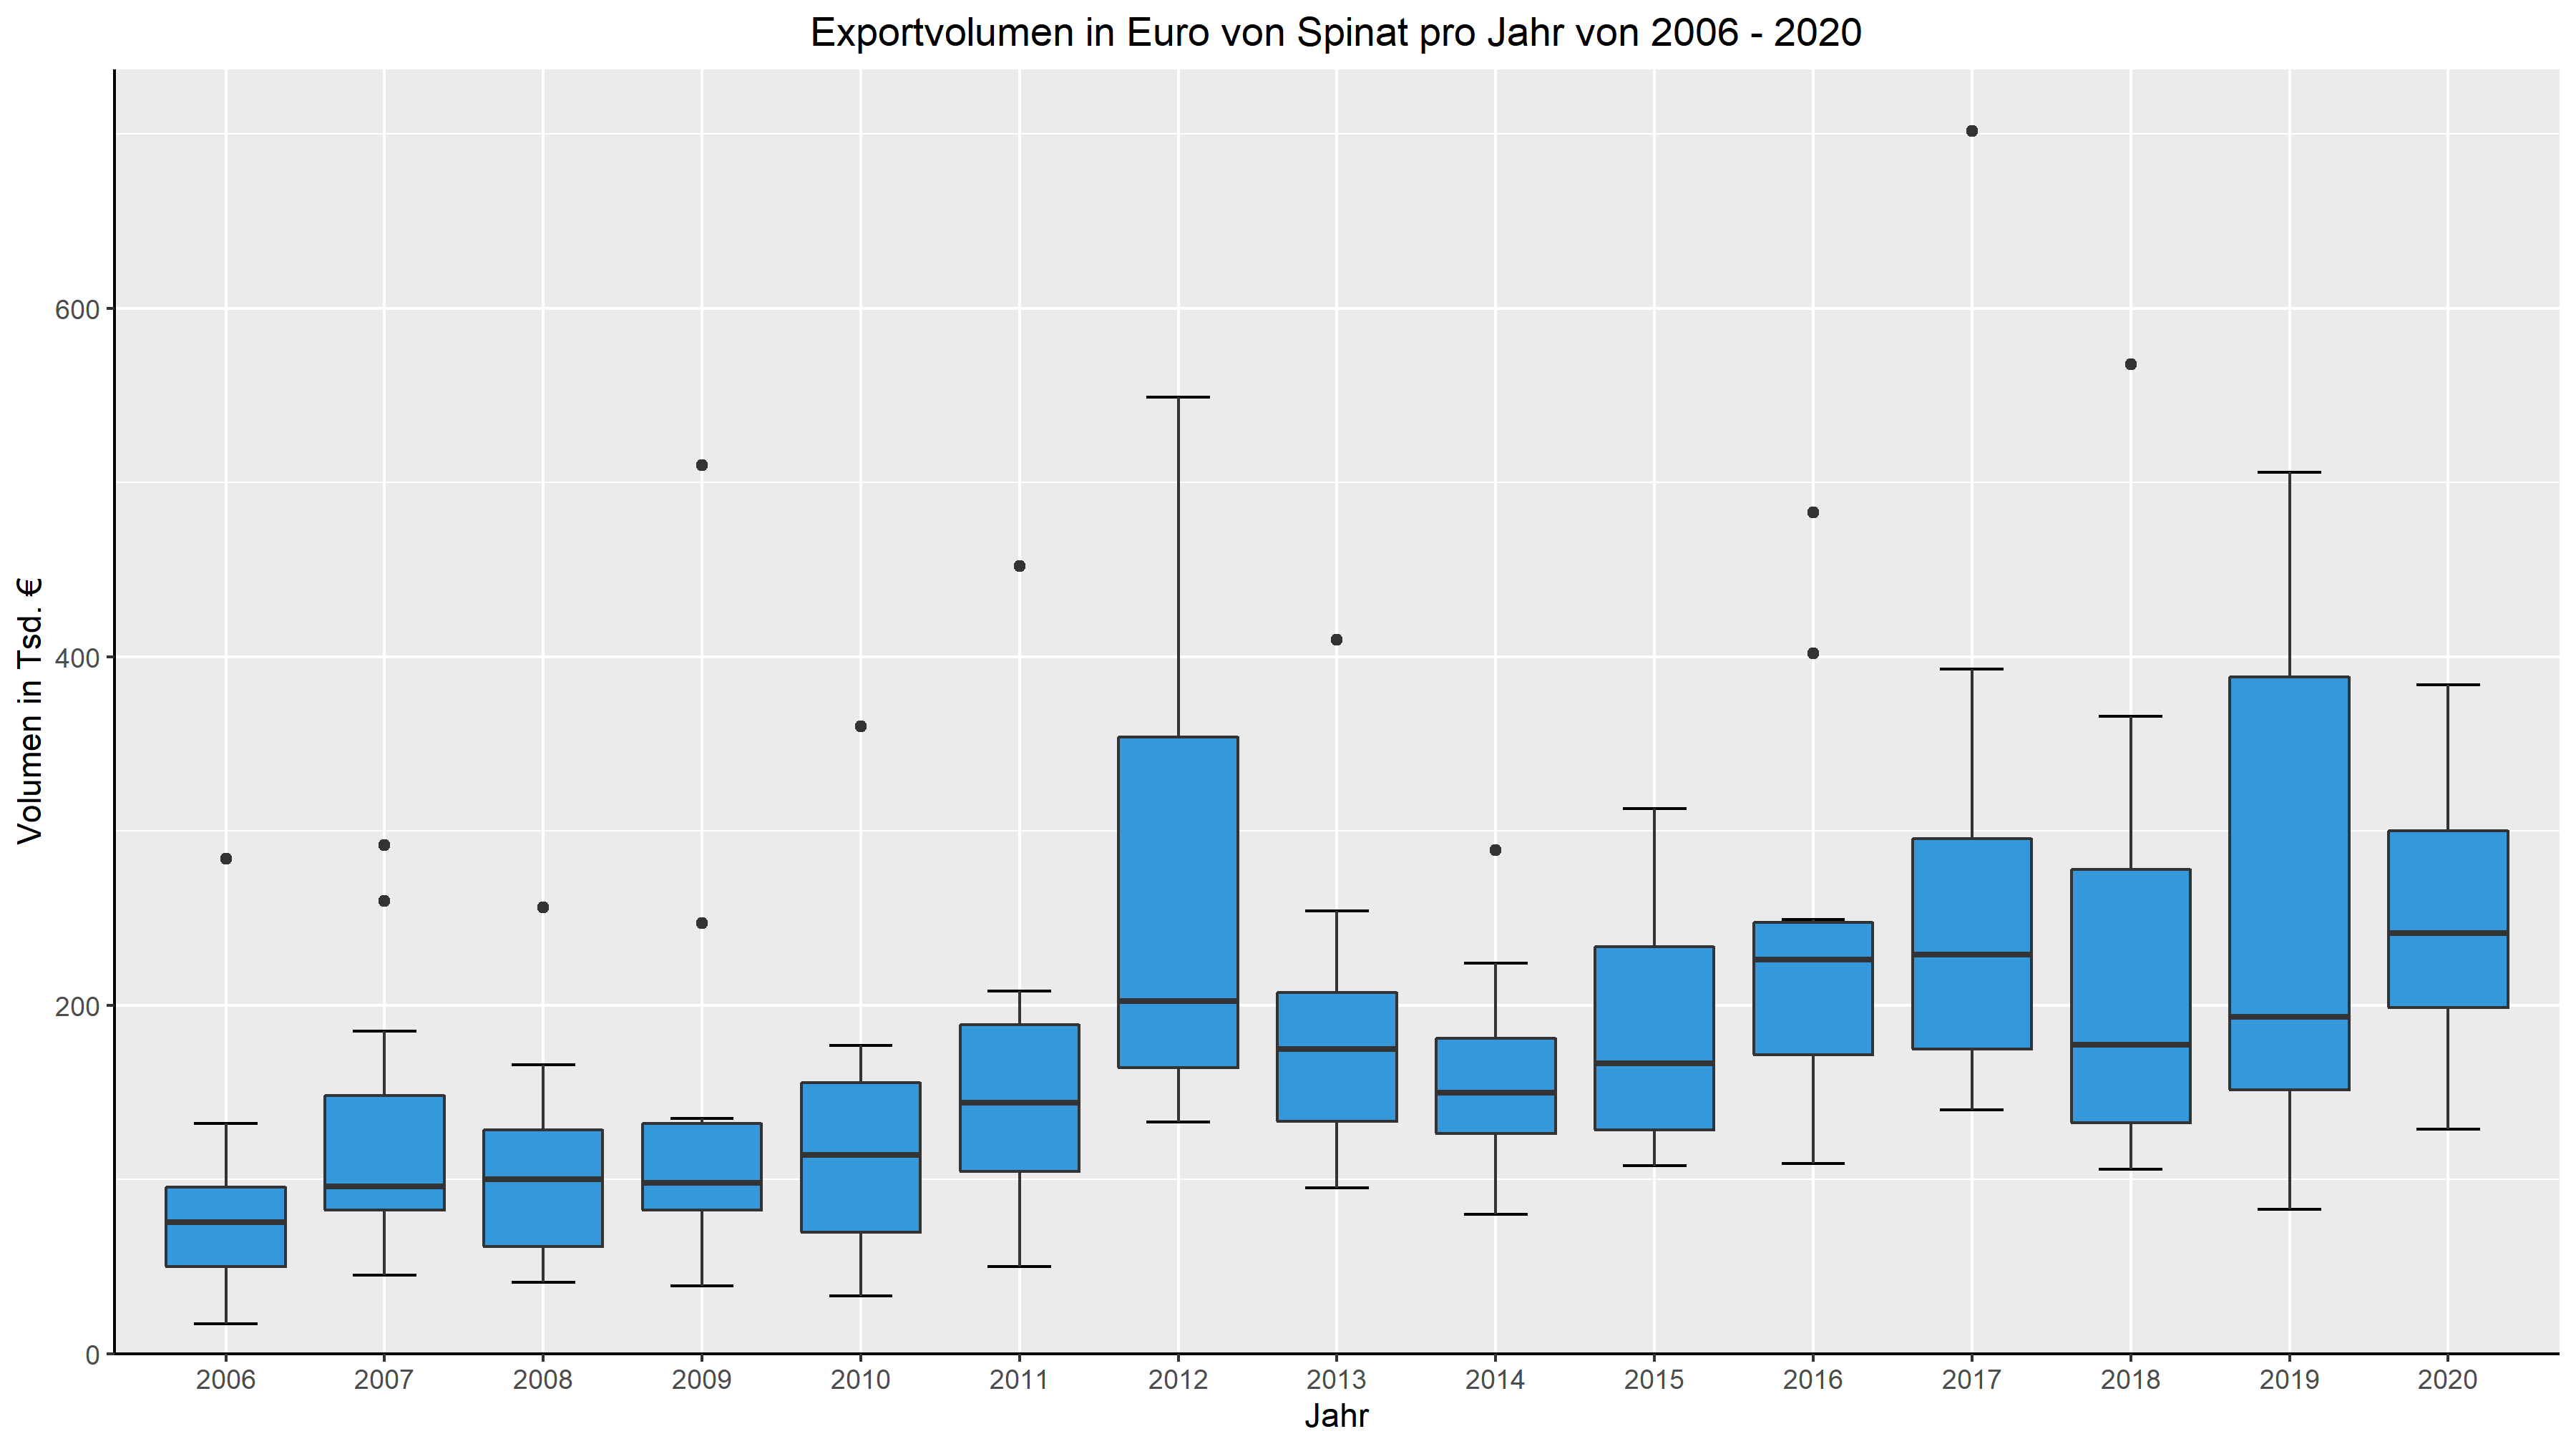 Exportvolumen in Euro von Spinat pro Jahr von 2006 - 2020
Volumen in Tsd. €
600
400
200
0
2006 2007 2008 2009 2010 2011 2012 2013 2014 2015 2016 2017 2018 2019 2020
Jahr